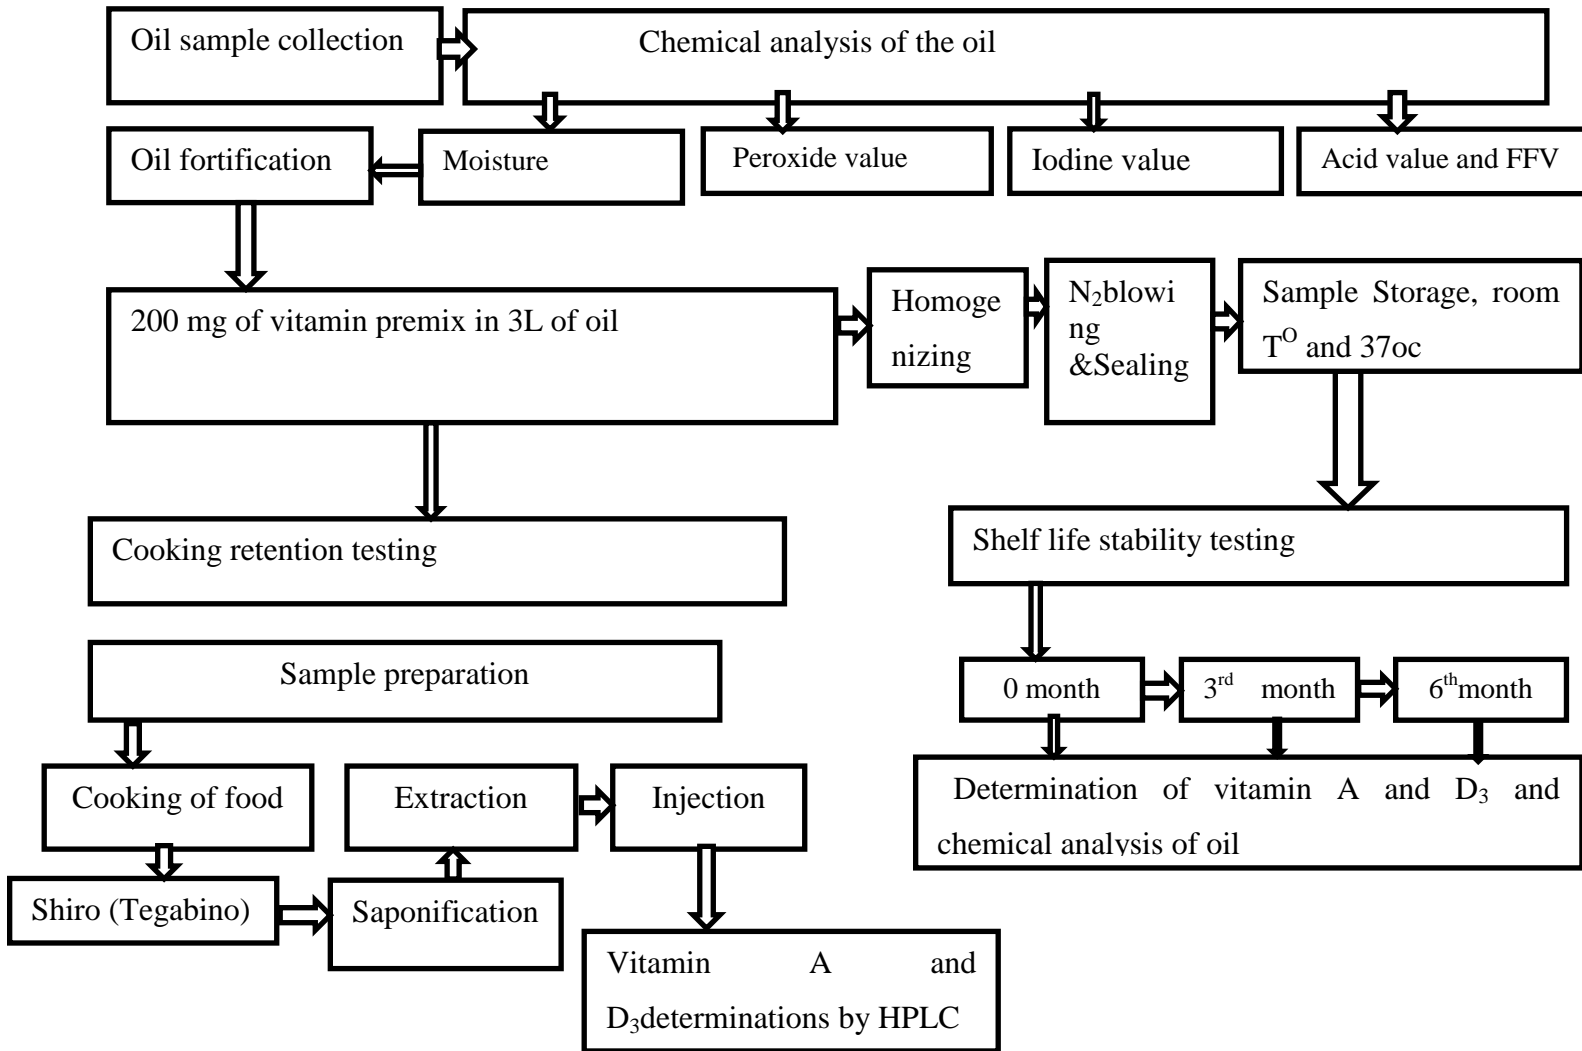 Oil sample collection
Chemical analysis of the oil
Oil fortification
Moisture
Peroxide value
Iodine value
Acid value and FFV
200 mg of vitamin premix in 3L of oil
Homoge
nizing
N₂blowi
ng
&Sealing
Sample Storage, room
Tᴼ and 37oc
Cooking retention testing
Shelf life stability testing
Sample preparation
0 month
3ʳᵈ month
6ᵗʰmonth
Cooking of food
Extraction
Injection
Determination of vitamin A and D₃ and
chemical analysis of oil
Shiro (Tegabino)
Saponification
Vitamin A and
D₃determinations by HPLC